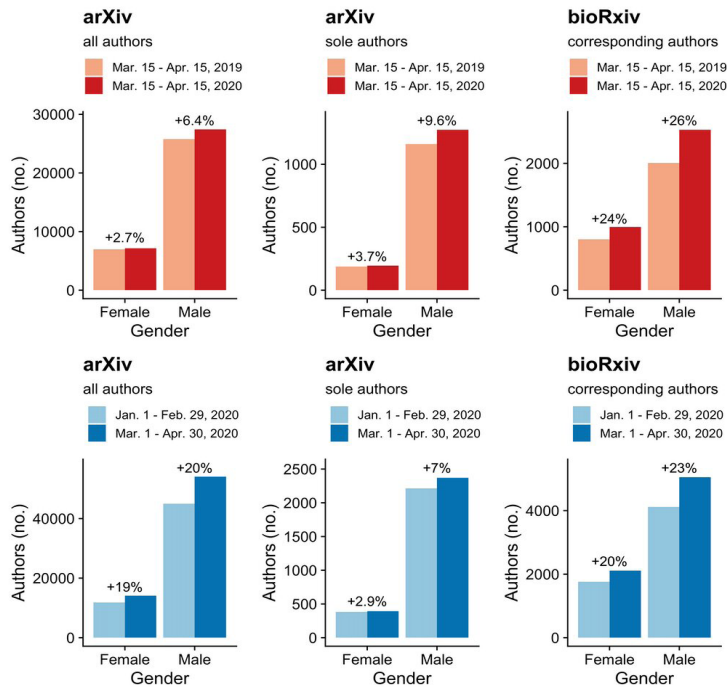 arXiv
all authors
Mar. 15 - Apr. 15, 2019
Mar. 15 - Apr. 15, 2020
Authors (no.)
30000
20000
10000
0
+2.7%
+6.4%
Female Male
Gender
arXiv
sole authors
Mar. 15 - Apr. 15, 2019
Mar. 15 - Apr. 15, 2020
Authors (no.)
1000
500
0
+3.7%
+9.6%
Female Male
Gender
bioRxiv
corresponding authors
Mar. 15 - Apr. 15, 2019
Mar. 15 - Apr. 15, 2020
Authors (no.)
2000
1000
0
+24%
+26%
Female Male
Gender
arXiv
all authors
Jan. 1 - Feb. 29, 2020
Mar. 1 - Apr. 30, 2020
Authors (no.)
40000
20000
0
+19%
+20%
Female Male
Gender
arXiv
sole authors
Jan. 1 - Feb. 29, 2020
Mar. 1 - Apr. 30, 2020
Authors (no.)
2500
2000
1500
1000
500
0
+2.9%
+7%
Female Male
Gender
bioRxiv
corresponding authors
Jan. 1 - Feb. 29, 2020
Mar. 1 - Apr. 30, 2020
Authors (no.)
4000
2000
0
+20%
+23%
Female Male
Gender